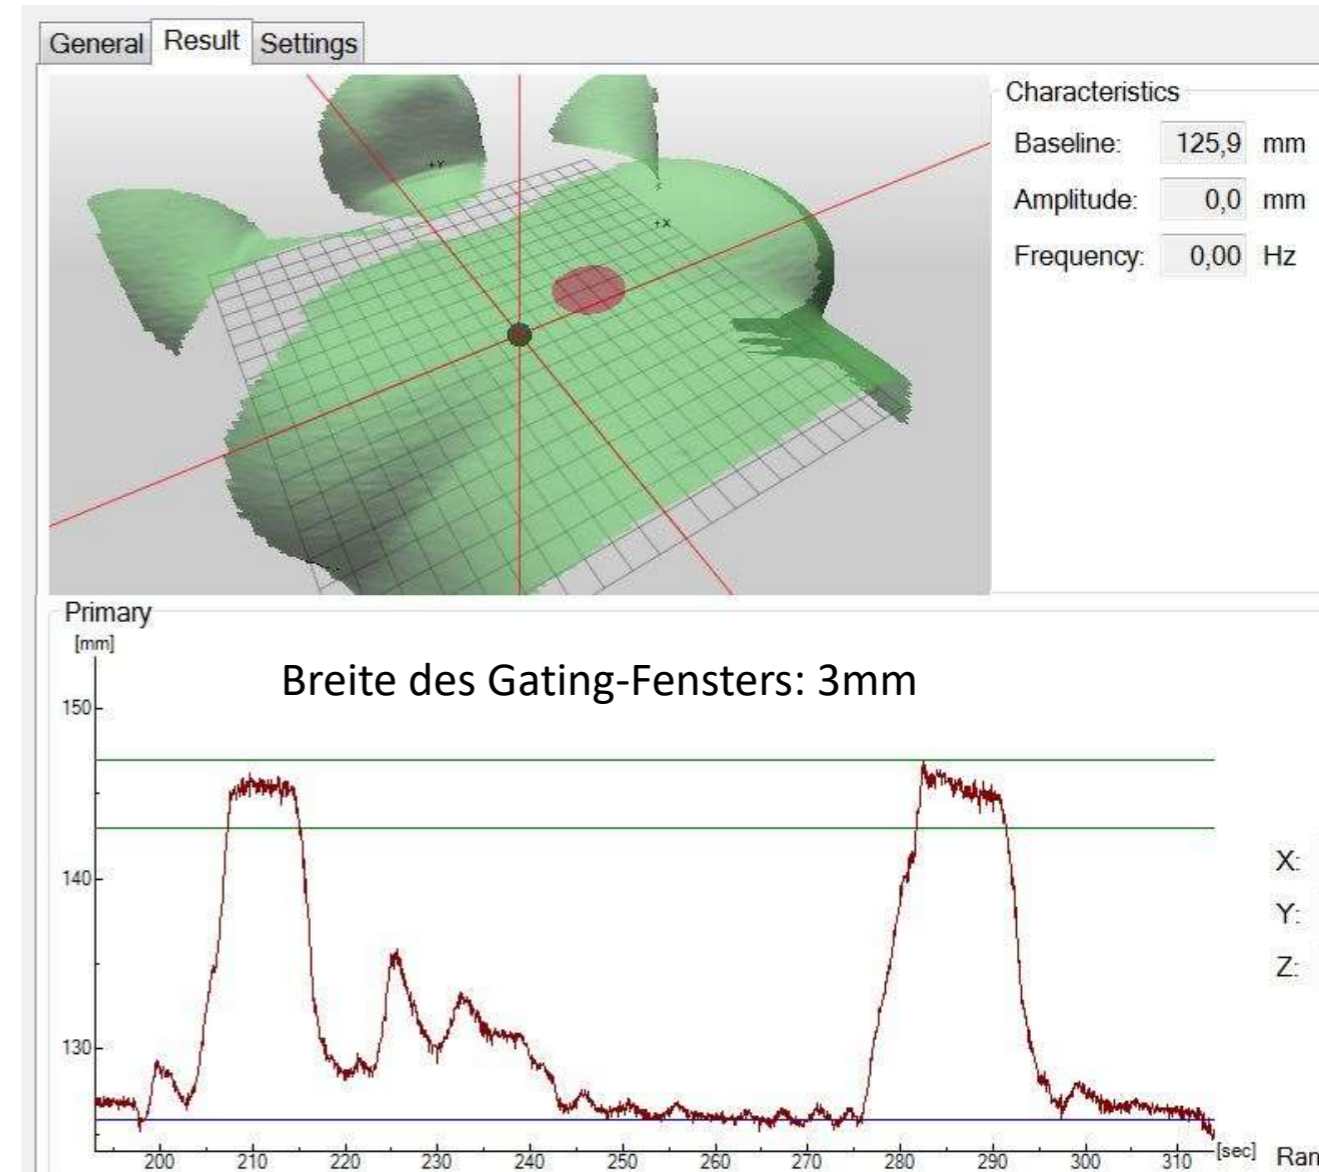 General Result Settings
Characteristics
Baseline: 125,9 mm
Amplitude: 0,0 mm
Frequency: 0,00 Hz
+Y
+X
Primary
[mm]
Breite des Gating-Fensters: 3mm
150
140
130
X:
Y:
Z:
200 210 220 230 240 250 260 270 280 290 300 310 [sec] Ran